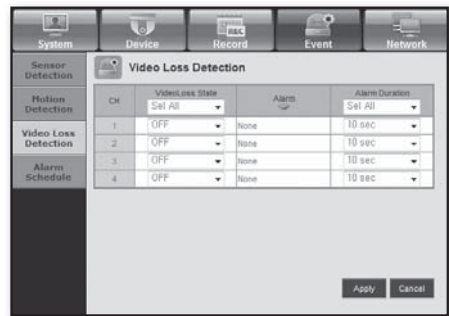 System Device Record Event Network
REC
Sensor Detection
Motion Detection
Video Loss Detection
Alarm Schedule
Video Loss Detection
CH VideoLoss State Alarm Alarm Duration
Sel All Sel All
1 OFF None 10 sec
2 OFF None 10 sec
3 OFF None 10 sec
4 OFF None 10 sec
Apply Cancel